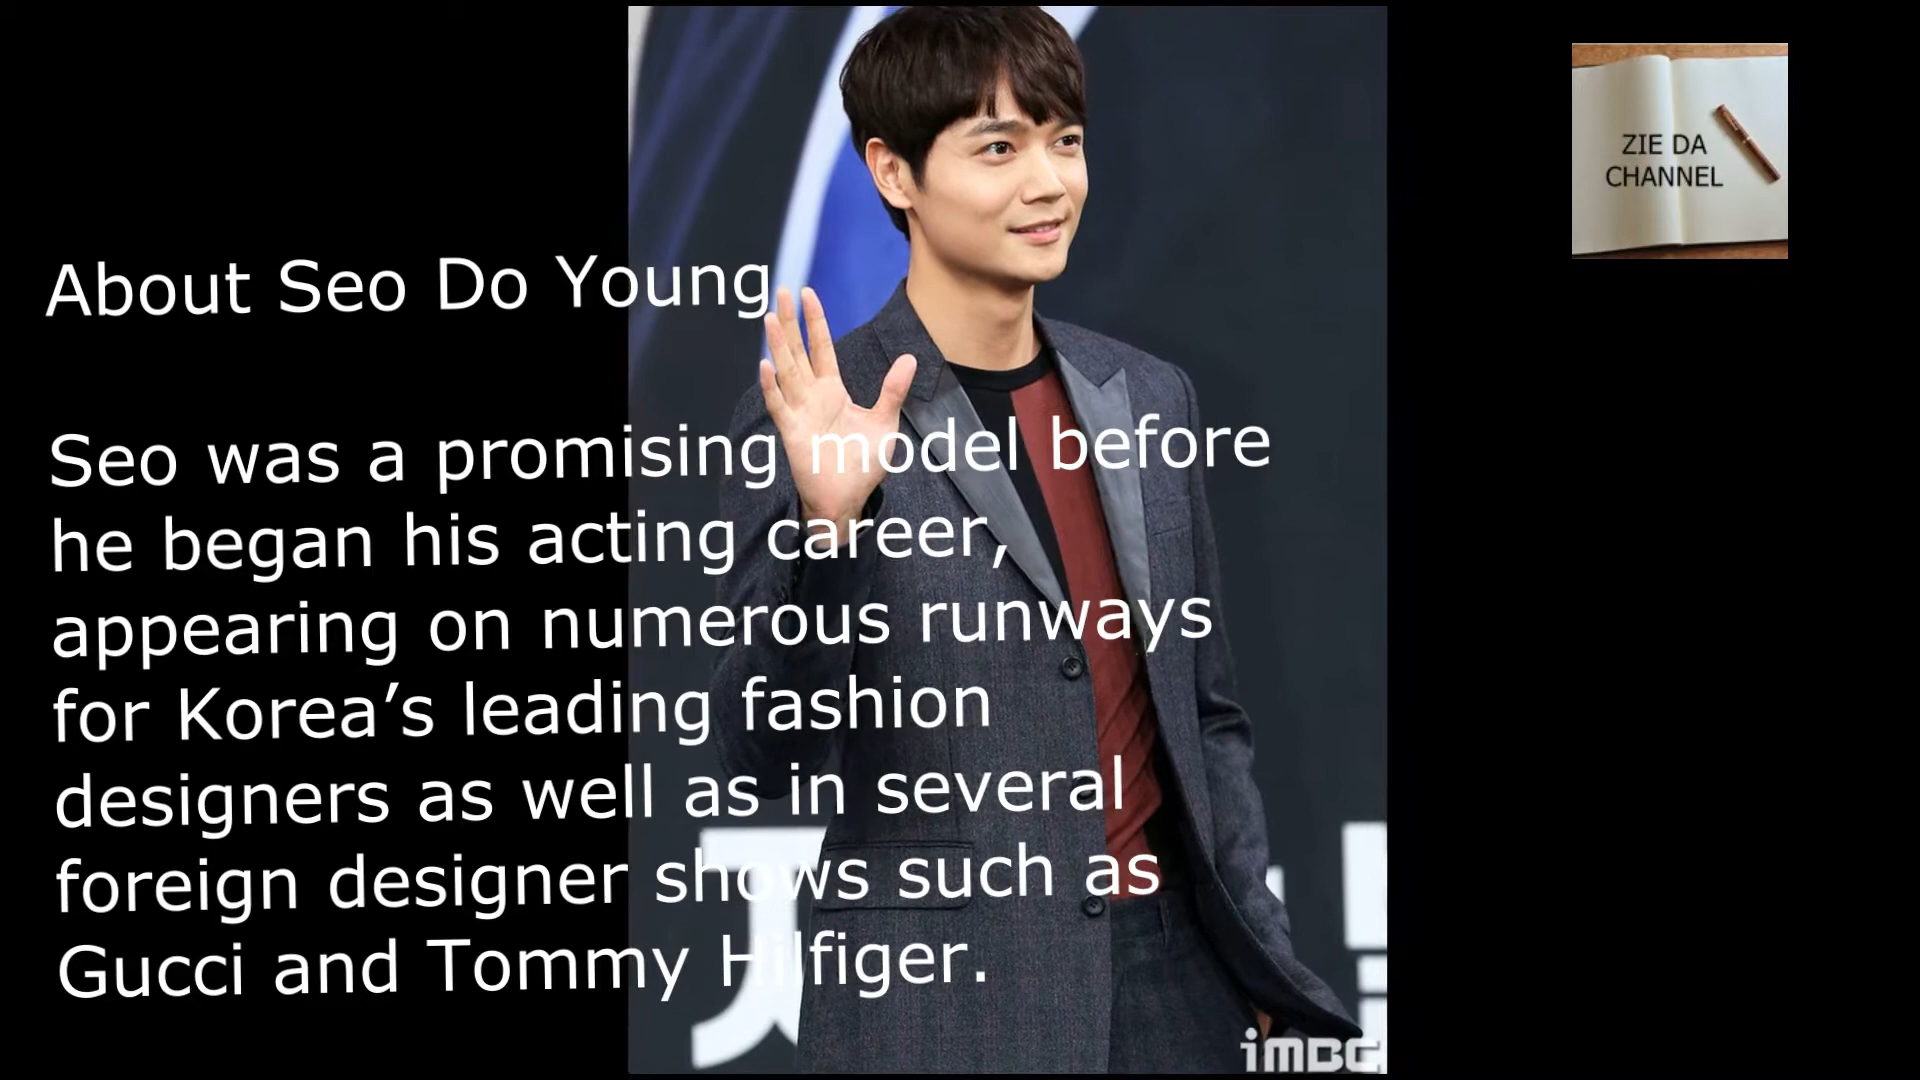 About Seo Do Young
Seo was a promising model before
he began his acting career,
appearing on numerous runways
for Korea’s leading fashion
designers as well as in several
foreign designer shows such as
Gucci and Tommy Hilfiger.
ZIE DA
CHANNEL
iMBC